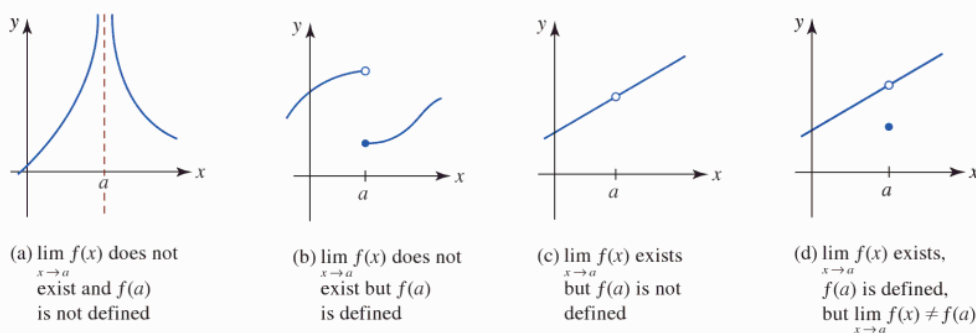 y
x
a
y
x
a
y
x
a
y
x
a
(a) lim f(x) does not
x→a
exist and f(a)
is not defined
(b) lim f(x) does not
x→a
exist but f(a)
is defined
(c) lim f(x) exists
x→a
but f(a) is not
defined
(d) lim f(x) exists,
x→a
f(a) is defined,
but lim f(x) ≠ f(a)
x→a